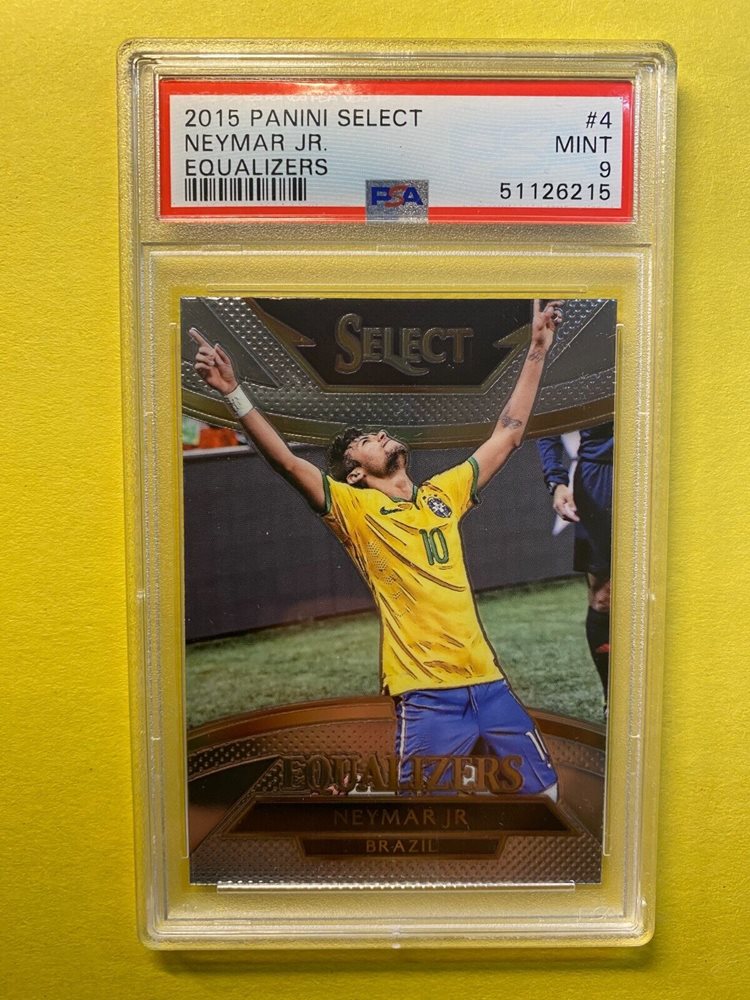 2015 PANINI SELECT #4
NEYMAR JR. MINT
EQUALIZERS 9
PSA 51126215
SELECT
10
EQUALIZERS
NEYMAR JR
BRAZIL